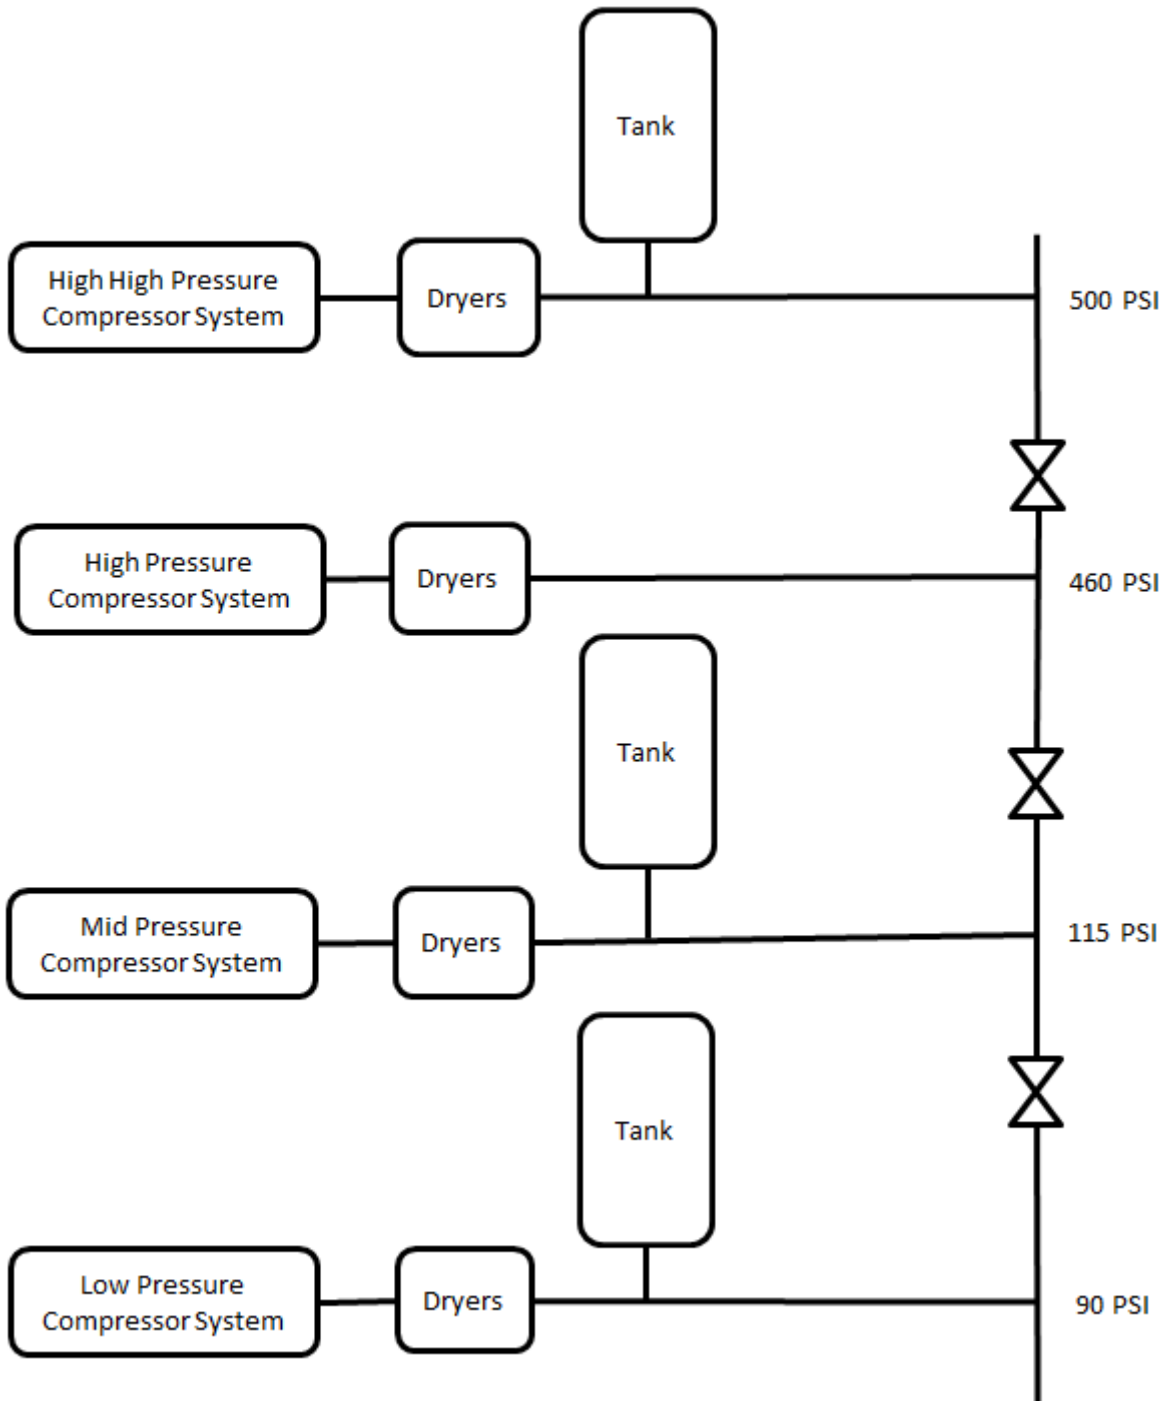 Tank
High High Pressure
Compressor System
Dryers
500 PSI
High Pressure
Compressor System
Dryers
460 PSI
Tank
Mid Pressure
Compressor System
Dryers
115 PSI
Tank
Low Pressure
Compressor System
Dryers
90 PSI